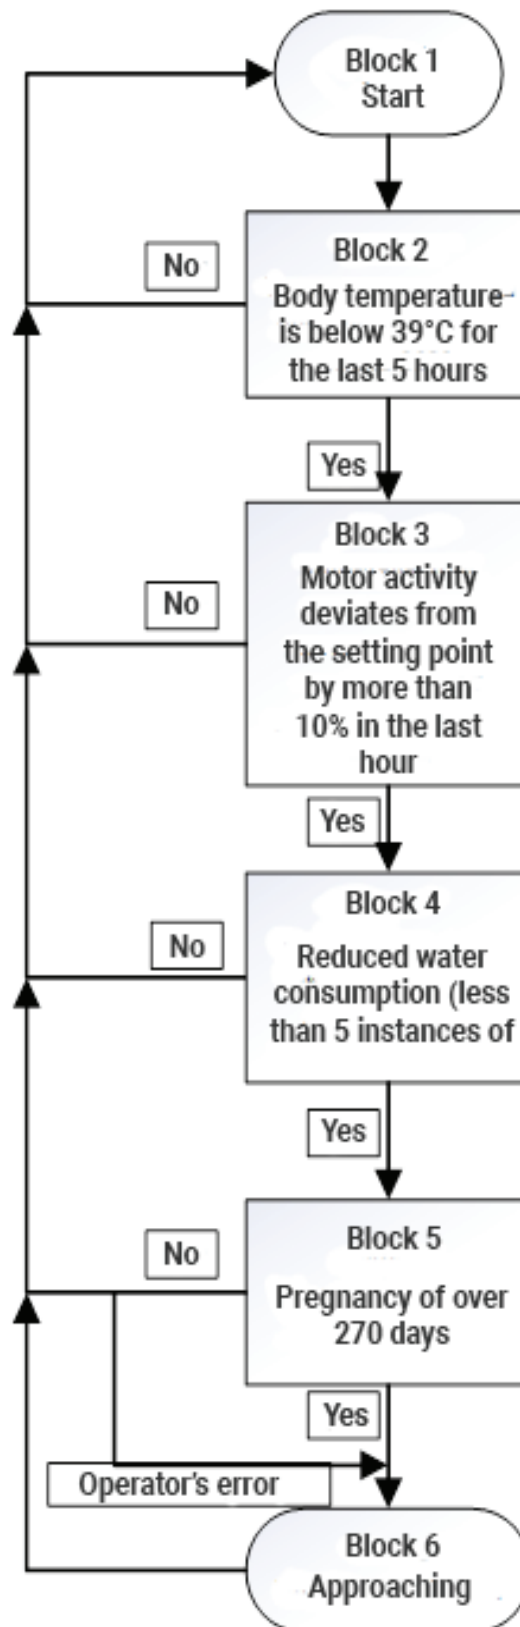 Block 1
Start
No
Block 2
Body temperature
is below 39°C for
the last 5 hours
Yes
No
Block 3
Motor activity
deviates from
the setting point
by more than
10% in the last
hour
Yes
No
Block 4
Reduced water
consumption (less
than 5 instances of
Yes
No
Block 5
Pregnancy of over
270 days
Yes
Operator's error
Block 6
Approaching